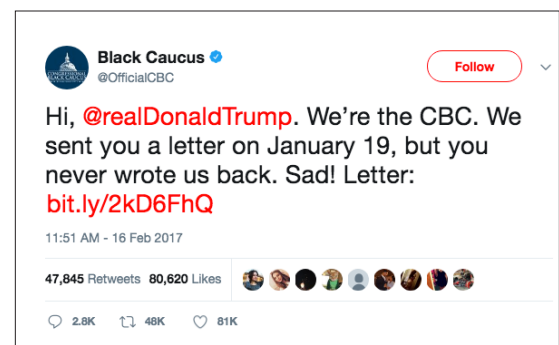 Black Caucus
@OfficialCBC
Follow
Hi, @realDonaldTrump. We're the CBC. We
sent you a letter on January 19, but you
never wrote us back. Sad! Letter:
bit.ly/2kD6FhQ
11:51 AM - 16 Feb 2017
47,845 Retweets 80,620 Likes
2.8K 48K 81K